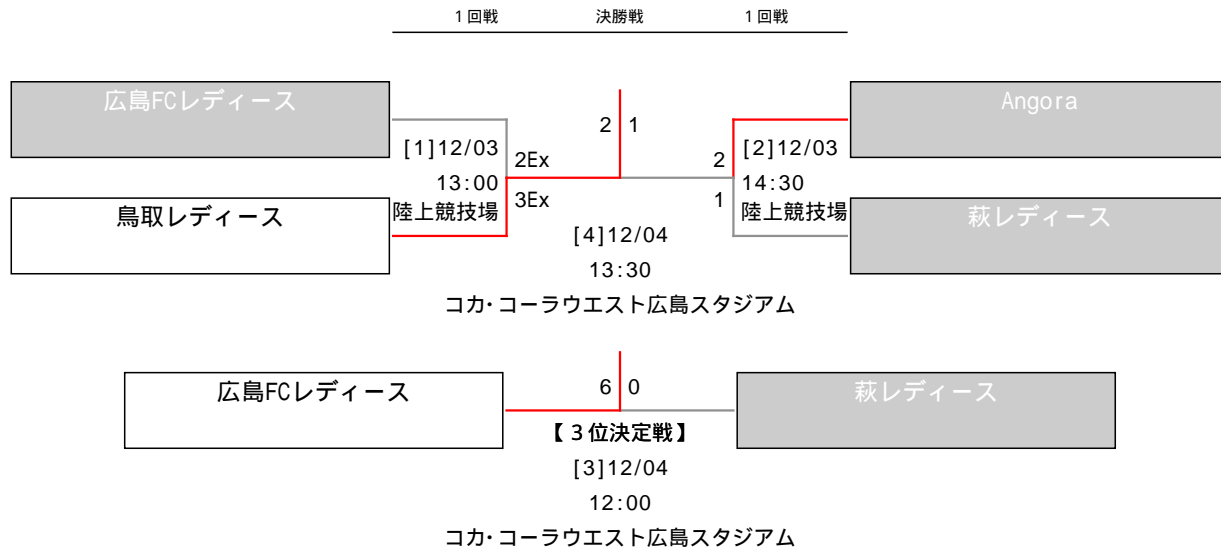 1回戦 決勝戦 1回戦
広島FCレディース
Angora
2 1
[1]12/03
13:00
陸上競技場
2Ex
3Ex
2
1
[2]12/03
14:30
陸上競技場
鳥取レディース
萩レディース
[4]12/04
13:30
コカ・コーラウエスト広島スタジアム
広島FCレディース
6 0
萩レディース
【３位決定戦】
[3]12/04
12:00
コカ・コーラウエスト広島スタジアム